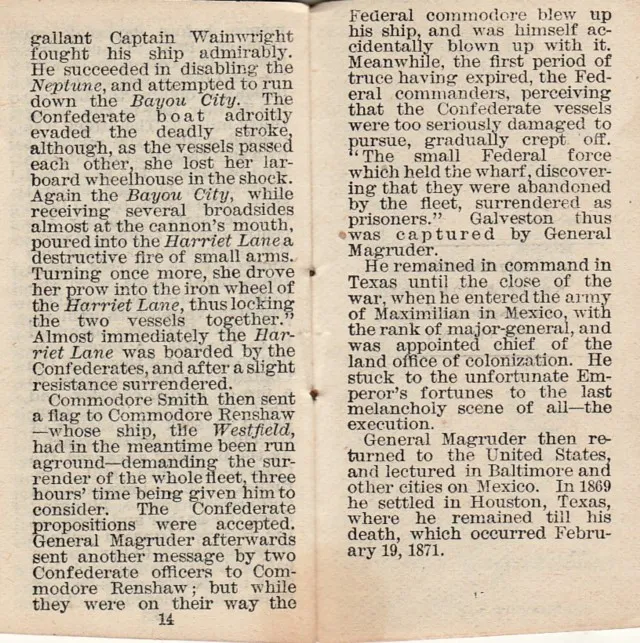 gallant Captain Wainwright
fought his ship admirably.
He succeeded in disabling the
Neptune, and attempted to run
down the Bayou City. The
Confederate boat adroitly
evaded the deadly stroke,
although, as the vessels passed
each other, she lost her lar-
board wheelhouse in the shock.
Again the Bayou City, while
receiving several broadsides
almost at the cannon's mouth,
poured into the Harriet Lane a
destructive fire of small arms.
Turning once more, she drove
her prow into the iron wheel of
the Harriet Lane, thus locking
the two vessels together."
Almost immediately the Har-
riet Lane was boarded by the
Confederates, and after a slight
resistance surrendered.
Commodore Smith then sent
a flag to Commodore Renshaw
—whose ship, the Westfield,
had in the meantime been run
aground—demanding the sur-
render of the whole fleet, three
hours' time being given him to
consider. The Confederate
propositions were accepted.
General Magruder afterwards
sent another message by two
Confederate officers to Com-
modore Renshaw; but while
they were on their way the
14
Federal commodore blew up
his ship, and was himself ac-
cidentally blown up with it.
Meanwhile, the first period of
truce having expired, the Fed-
eral commanders, perceiving
that the Confederate vessels
were too seriously damaged to
pursue, gradually crept off.
"The small Federal force
which held the wharf, discover-
ing that they were abandoned
by the fleet, surrendered as
prisoners." Galveston thus
was captured by General
Magruder.
He remained in command in
Texas until the close of the
war, when he entered the army
of Maximilian in Mexico, with
the rank of major-general, and
was appointed chief of the
land office of colonization. He
stuck to the unfortunate Em-
peror's fortunes to the last
melancholy scene of all—the
execution.
General Magruder then re-
turned to the United States,
and lectured in Baltimore and
other cities on Mexico. In 1869
he settled in Houston, Texas,
where he remained till his
death, which occurred Febru-
ary 19, 1871.